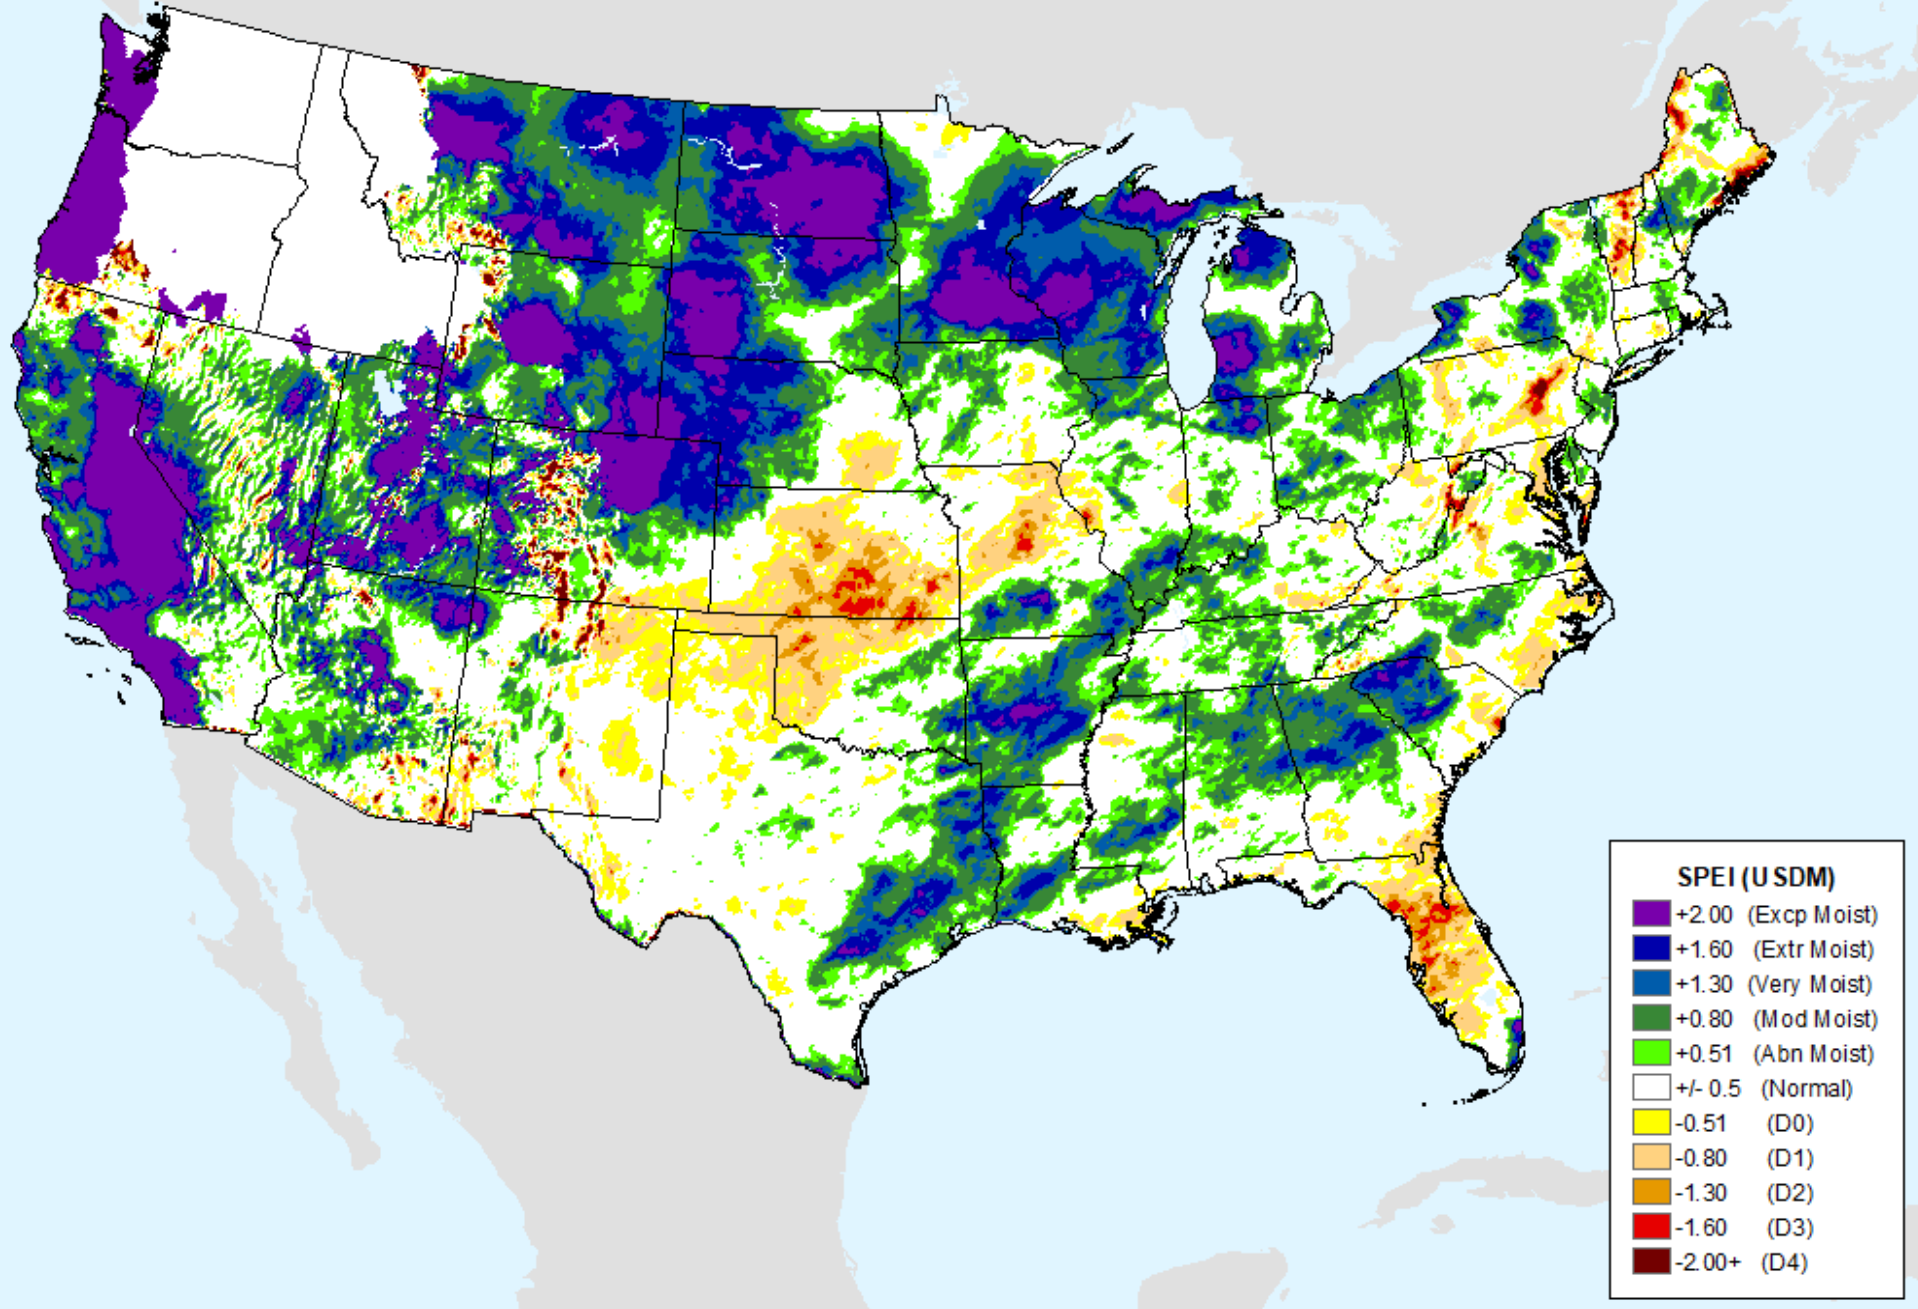 SPEI (USDM)
+2.00 (Excp Moist)
+1.60 (Extr Moist)
+1.30 (Very Moist)
+0.80 (Mod Moist)
+0.51 (Abn Moist)
+/- 0.5 (Normal)
-0.51 (D0)
-0.80 (D1)
-1.30 (D2)
-1.60 (D3)
-2.00+ (D4)